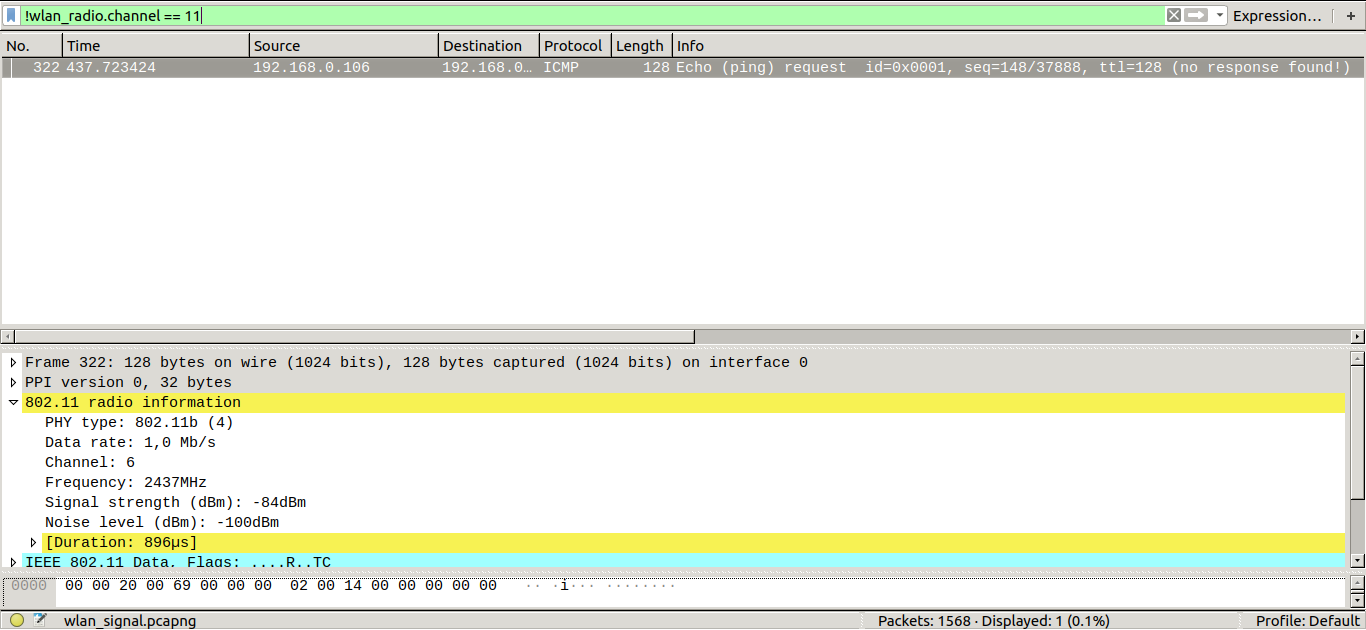 !wlan_radio.channel == 11 Expression… +
No. Time Source Destination Protocol Length Info
322 437.723424 192.168.0.106 192.168.0… ICMP 128 Echo (ping) request id=0x0001, seq=148/37888, ttl=128 (no response found!)
Frame 322: 128 bytes on wire (1024 bits), 128 bytes captured (1024 bits) on interface 0
PPI version 0, 32 bytes
802.11 radio information
PHY type: 802.11b (4)
Data rate: 1,0 Mb/s
Channel: 6
Frequency: 2437MHz
Signal strength (dBm): -84dBm
Noise level (dBm): -100dBm
[Duration: 896µs]
IEEE 802.11 Data, Flags: ....R..TC
0000 00 00 20 00 69 00 00 00 02 00 14 00 00 00 00 00 ·· ·i··· ········
wlan_signal.pcapng Packets: 1568 · Displayed: 1 (0.1%) Profile: Default